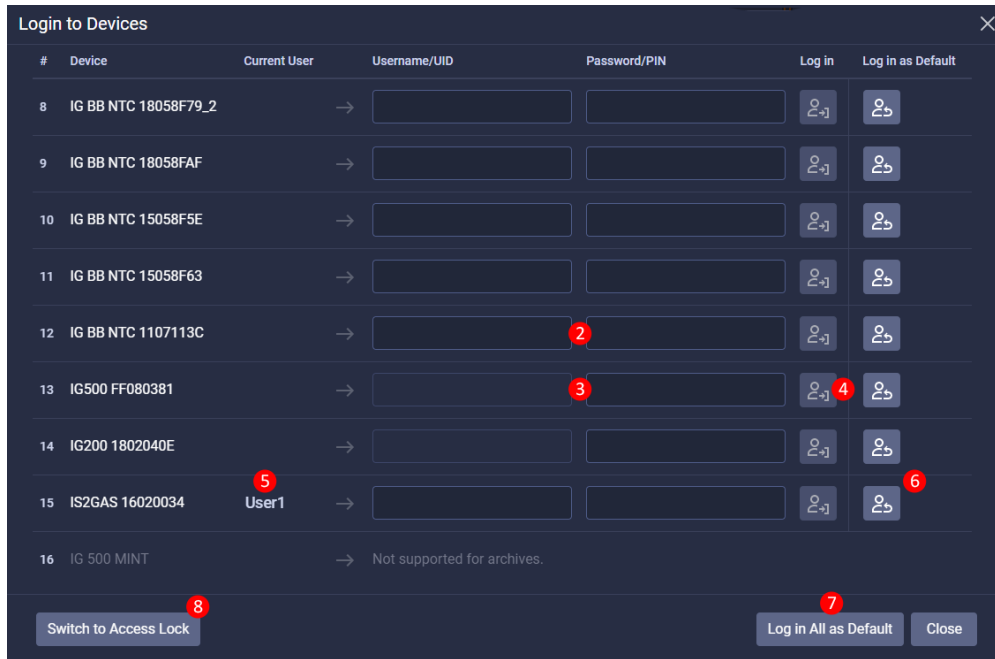 Login to Devices
# Device Current User Username/UID Password/PIN Log in Log in as Default
8 IG BB NTC 18058F79_2
9 IG BB NTC 18058FAF
10 IG BB NTC 15058F5E
11 IG BB NTC 15058F63
12 IG BB NTC 1107113C 2
13 IG500 FF080381 3 4
14 IG200 1802040E
5 6
15 IS2GAS 16020034 User1
16 IG 500 MINT Not supported for archives.
8 7
Switch to Access Lock Log in All as Default Close